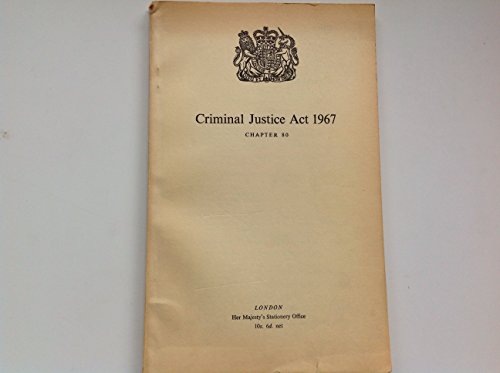 Criminal Justice Act 1967
CHAPTER 80
LONDON
Her Majesty's Stationery Office
10s. 6d. net